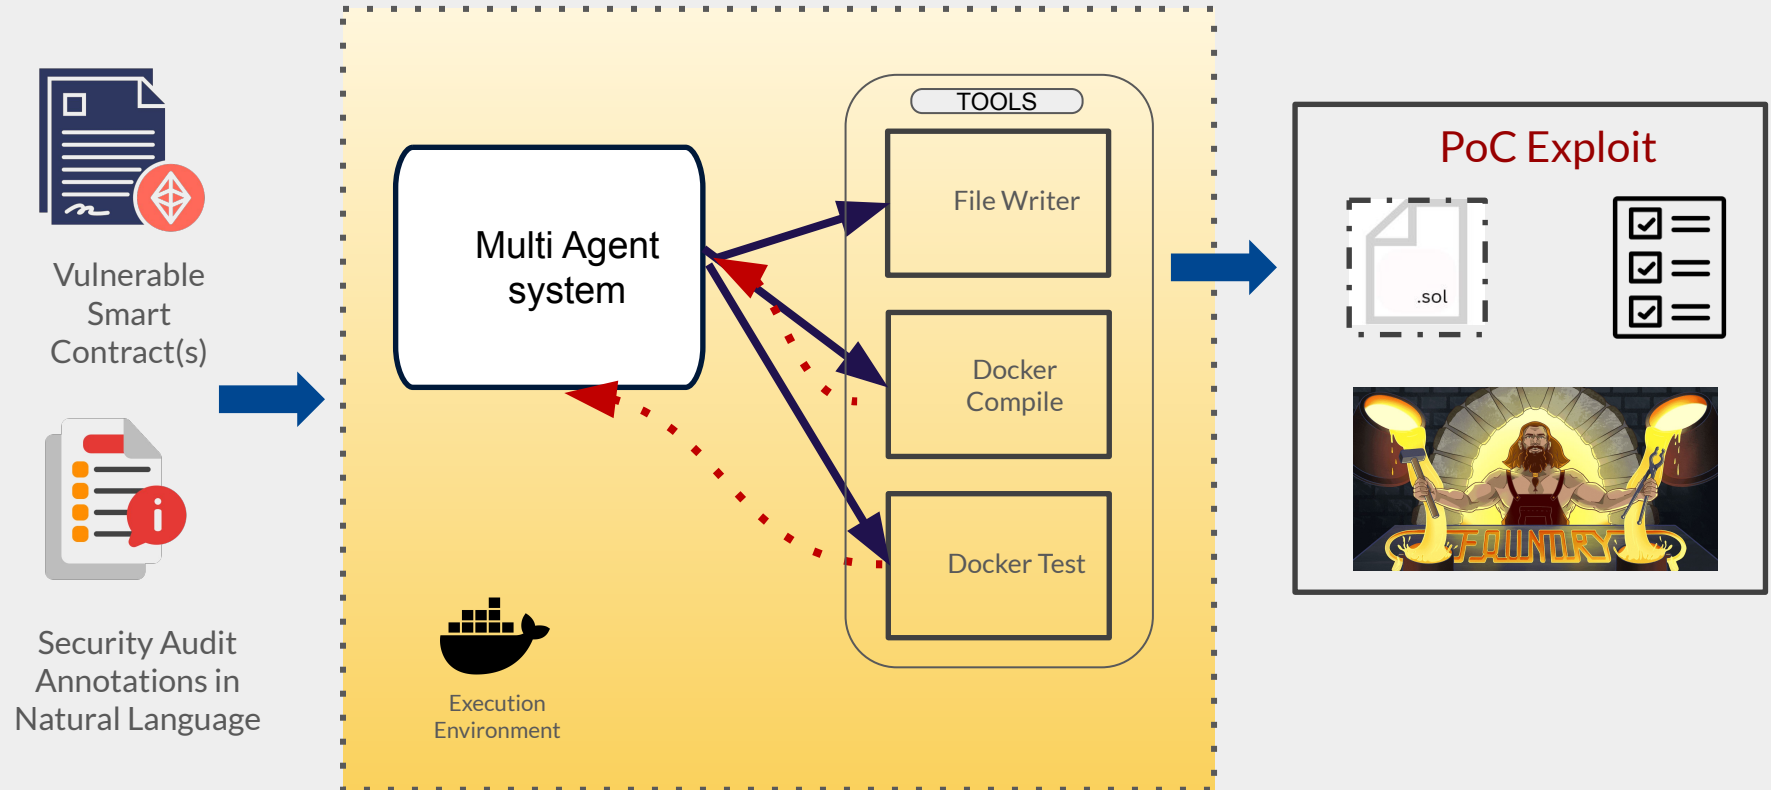 Vulnerable
Smart
Contract(s)
Security Audit
Annotations in
Natural Language
Multi Agent
system
Execution
Environment
TOOLS
File Writer
Docker
Compile
Docker Test
PoC Exploit
.sol
FOUNDRY